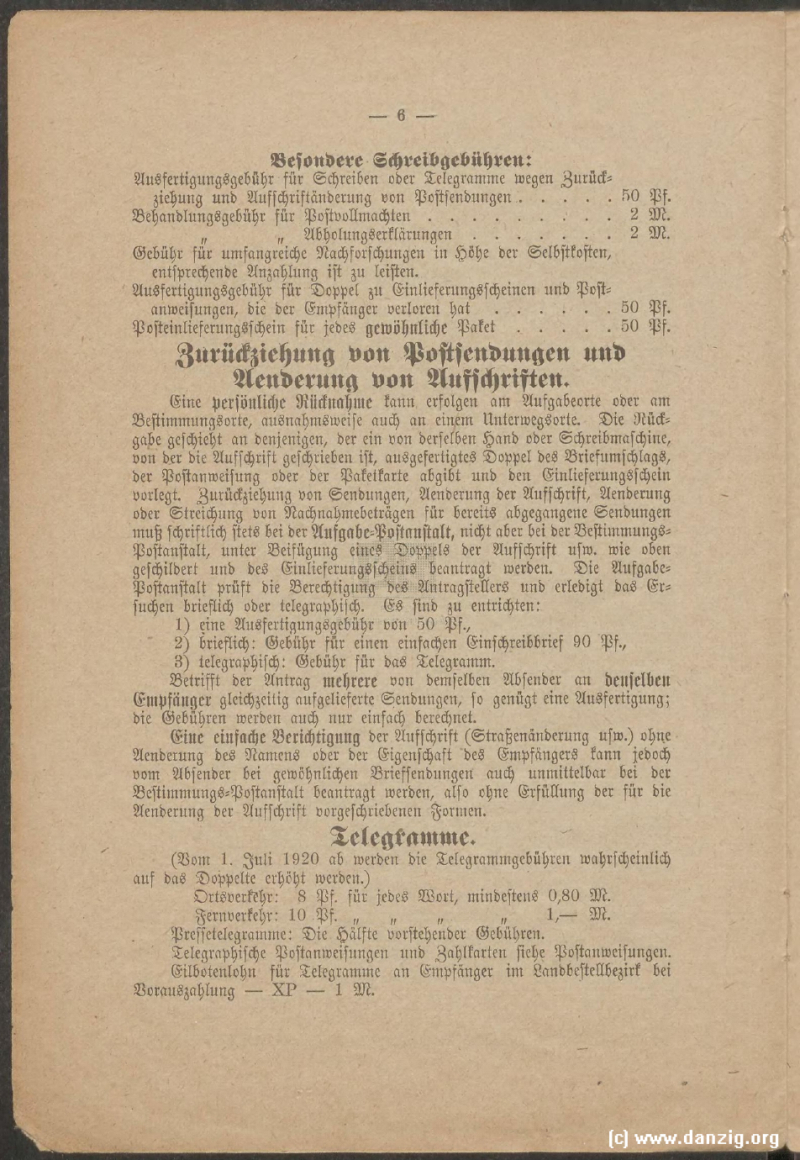 — 6 —
Besondere Schreibgebühren:
Ausfertigungsgebühr für Schreiben oder Telegramme wegen Zurück-
ziehung und Aufschriftänderung von Postsendungen . . . . . 50 Pf.
Behandlungsgebühr für Postvollmachten . . . . . . . . . 2 M.
„ „ Abholungserklärungen . . . . . . . 2 M.
Gebühr für umfangreiche Nachforschungen in Höhe der Selbstkosten,
entsprechende Anzahlung ist zu leisten.
Ausfertigungsgebühr für Doppel zu Einlieferungsscheinen und Post-
anweisungen, die der Empfänger verloren hat . . . . . . 50 Pf.
Posteinlieferungsschein für jedes gewöhnliche Paket . . . . . 50 Pf.
Zurückziehung von Postsendungen und
Aenderung von Aufschriften.
Eine persönliche Rücknahme kann erfolgen am Aufgabeorte oder am
Bestimmungsorte, ausnahmsweise auch an einem Unterwegsorte. Die Rück-
gabe geschieht an denjenigen, der ein von derselben Hand oder Schreibmaschine,
von der die Aufschrift geschrieben ist, ausgefertigtes Doppel des Briefumschlags,
der Postanweisung oder der Paketkarte abgibt und den Einlieferungsschein
vorlegt. Zurückziehung von Sendungen, Aenderung der Aufschrift, Aenderung
oder Streichung von Nachnahmebeträgen für bereits abgegangene Sendungen
muß schriftlich stets bei der Aufgabe-Postanstalt, nicht aber bei der Bestimmungs-
Postanstalt, unter Beifügung eines Doppels der Aufschrift usw. wie oben
geschildert und des Einlieferungsscheins beantragt werden. Die Aufgabe-
Postanstalt prüft die Berechtigung des Antragstellers und erledigt das Er-
suchen brieflich oder telegraphisch. Es sind zu entrichten:
1) eine Ausfertigungsgebühr von 50 Pf.,
2) brieflich: Gebühr für einen einfachen Einschreibbrief 90 Pf.,
3) telegraphisch: Gebühr für das Telegramm.
Betrifft der Antrag mehrere von demselben Absender an denselben
Empfänger gleichzeitig aufgelieferte Sendungen, so genügt eine Ausfertigung;
die Gebühren werden auch nur einfach berechnet.
Eine einfache Berichtigung der Aufschrift (Straßenänderung usw.) ohne
Aenderung des Namens oder der Eigenschaft des Empfängers kann jedoch
vom Absender bei gewöhnlichen Briefsendungen auch unmittelbar bei der
Bestimmungs-Postanstalt beantragt werden, also ohne Erfüllung der für die
Aenderung der Aufschrift vorgeschriebenen Formen.
Telegramme.
(Vom 1. Juli 1920 ab werden die Telegrammgebühren wahrscheinlich
auf das Doppelte erhöht werden.)
Ortsverkehr: 8 Pf. für jedes Wort, mindestens 0,80 M.
Fernverkehr: 10 Pf. „ „ „ „ 1,— M.
Pressetelegramme: Die Hälfte vorstehender Gebühren.
Telegraphische Postanweisungen und Zahlkarten siehe Postanweisungen.
Eilbotenlohn für Telegramme an Empfänger im Landbestellbezirk bei
Vorauszahlung — XP — 1 M.
(c) www.danzig.org